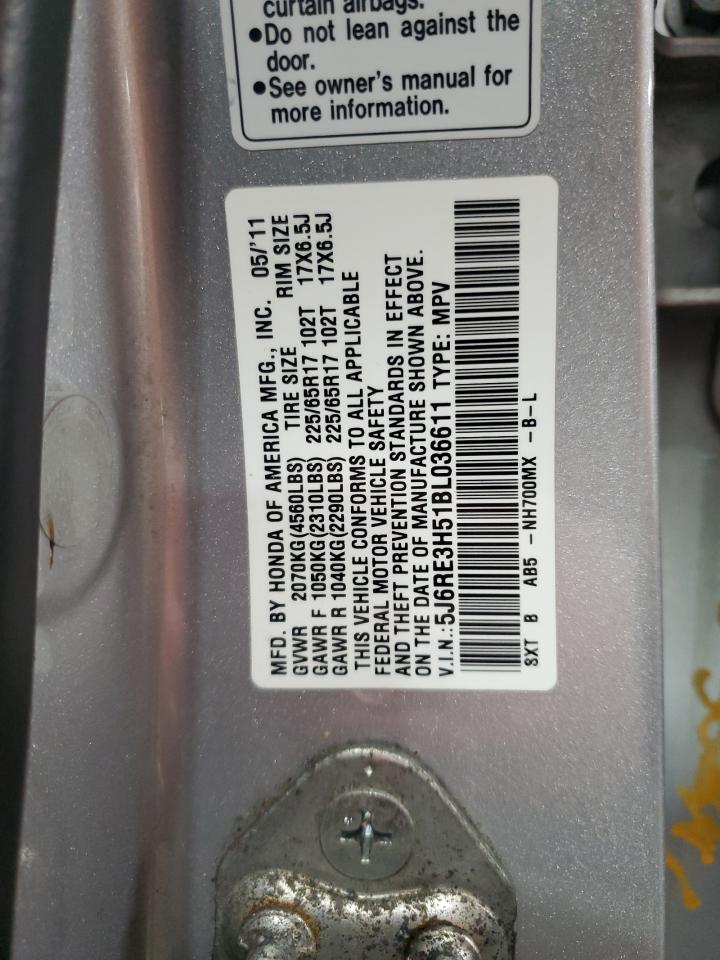 curtain airbags.
•Do not lean against the
door.
•See owner's manual for
more information.
MFD. BY HONDA OF AMERICA MFG., INC. 05/'11
GVWR 2070KG(4560LBS) TIRE SIZE RIM SIZE
GAWR F 1050KG(2310LBS) 225/65R17 102T 17X6.5J
GAWR R 1040KG(2290LBS) 225/65R17 102T 17X6.5J
THIS VEHICLE CONFORMS TO ALL APPLICABLE
FEDERAL MOTOR VEHICLE SAFETY
AND THEFT PREVENTION STANDARDS IN EFFECT
ON THE DATE OF MANUFACTURE SHOWN ABOVE.
V.I.N.:5J6RE3H51BL036611 TYPE: MPV
SXT B AB5 -NH700MX -B-L